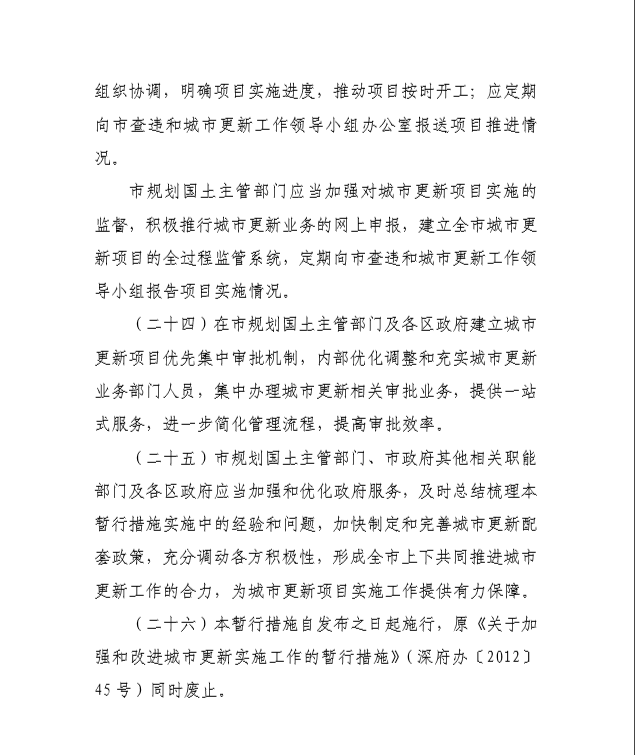 组织协调，明确项目实施进度，推动项目按时开工；应定期
向市查违和城市更新工作领导小组办公室报送项目推进情
况。
市规划国土主管部门应当加强对城市更新项目实施的
监督，积极推行城市更新业务的网上申报，建立全市城市更
新项目的全过程监管系统，定期向市查违和城市更新工作领
导小组报告项目实施情况。
（二十四）在市规划国土主管部门及各区政府建立城市
更新项目优先集中审批机制，内部优化调整和充实城市更新
业务部门人员，集中办理城市更新相关审批业务，提供一站
式服务，进一步简化管理流程，提高审批效率。
（二十五）市规划国土主管部门、市政府其他相关职能
部门及各区政府应当加强和优化政府服务，及时总结梳理本
暂行措施实施中的经验和问题，加快制定和完善城市更新配
套政策，充分调动各方积极性，形成全市上下共同推进城市
更新工作的合力，为城市更新项目实施工作提供有力保障。
（二十六）本暂行措施自发布之日起施行，原《关于加
强和改进城市更新实施工作的暂行措施》（深府办〔2012〕
45 号）同时废止。